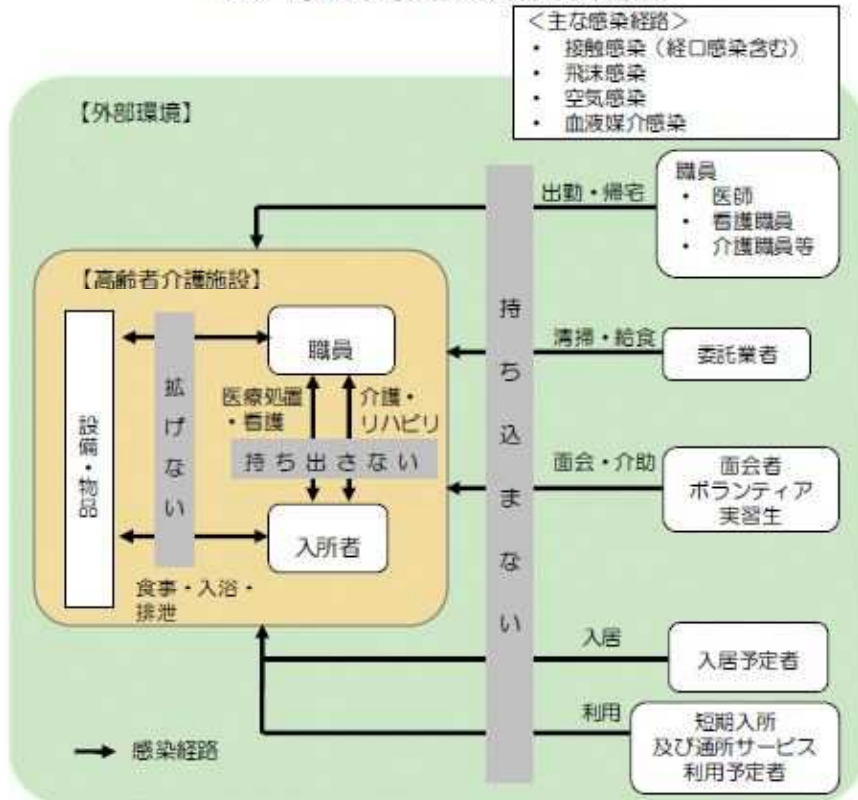 <主な感染経路>
・ 接触感染(経口感染含む)
・ 飛沫感染
・ 空気感染
・ 血液媒介感染
【外部環境】
職員
・ 医師
・ 看護職員
・ 介護職員等
出勤・帰宅
【高齢者介護施設】
職員
設備・物品
拡げない
医療処置
・看護
介護・
リハビリ
持ち出さない
入所者
食事・入浴・
排泄
持ち込まない
清掃・給食
委託業者
面会・介助
面会者
ボランティア
実習生
入居
入居予定者
利用
短期入所
及び通所サービス
利用予定者
感染経路